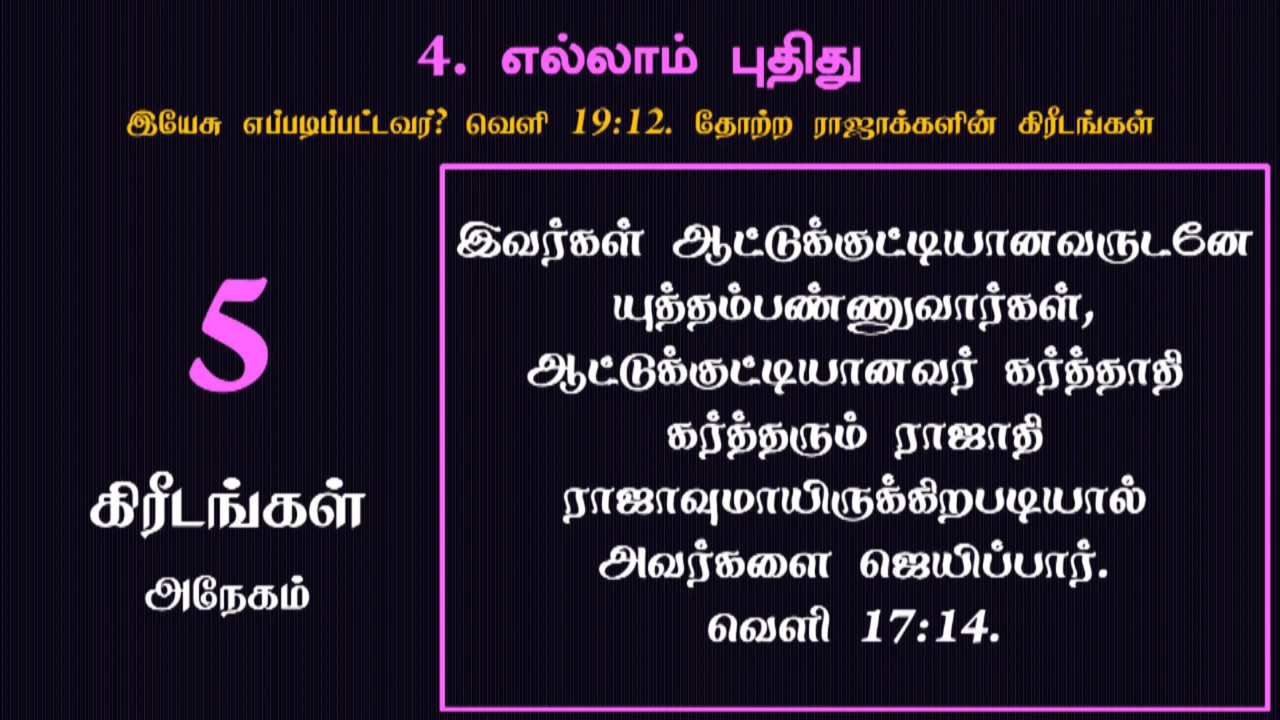 4. எல்லாம் புதிது
இயேசு எப்படிப்பட்டவர்? வெளி 19:12. தோற்ற ராஜாக்களின் கிரீடங்கள்
5
கிரீடங்கள்
அநேகம்
இவர்கள் ஆட்டுக்குட்டியானவருடனே
யுத்தம்பண்ணுவார்கள்,
ஆட்டுக்குட்டியானவர் கர்த்தாதி
கர்த்தரும் ராஜாதி
ராஜாவுமாயிருக்கிறபடியால்
அவர்களை ஜெயிப்பார்.
வெளி 17:14.